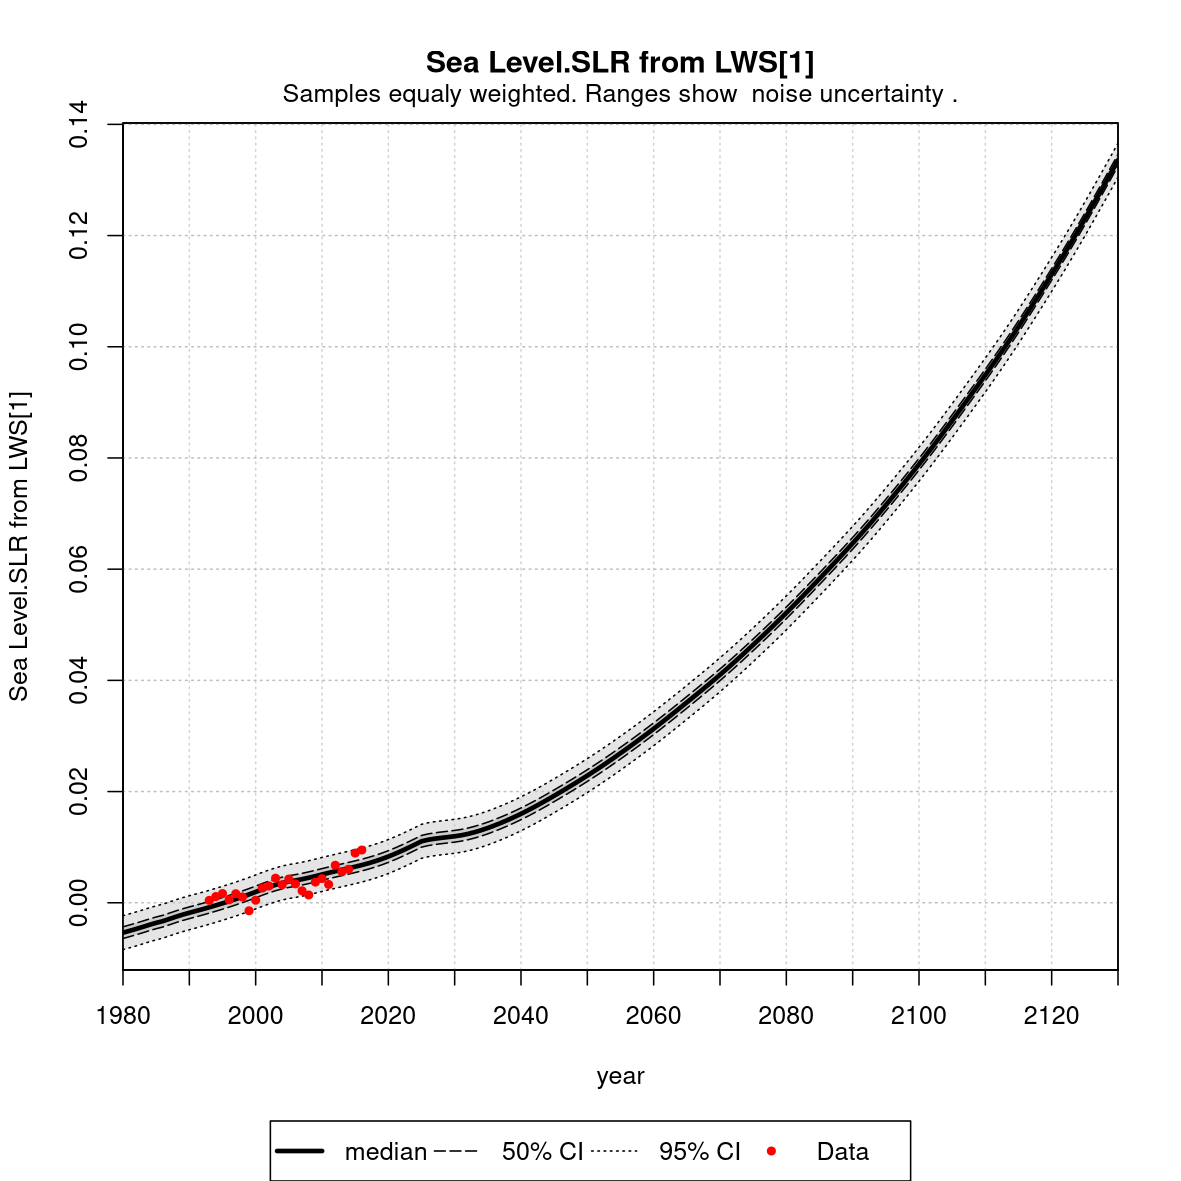 Sea Level.SLR from LWS[1]
Samples equaly weighted. Ranges show  noise uncertainty .
0.14
0.12
0.10
0.08
0.06
0.04
0.02
0.00
Sea Level.SLR from LWS[1]
1980 2000 2020 2040 2060 2080 2100 2120
year
median 50% CI 95% CI Data